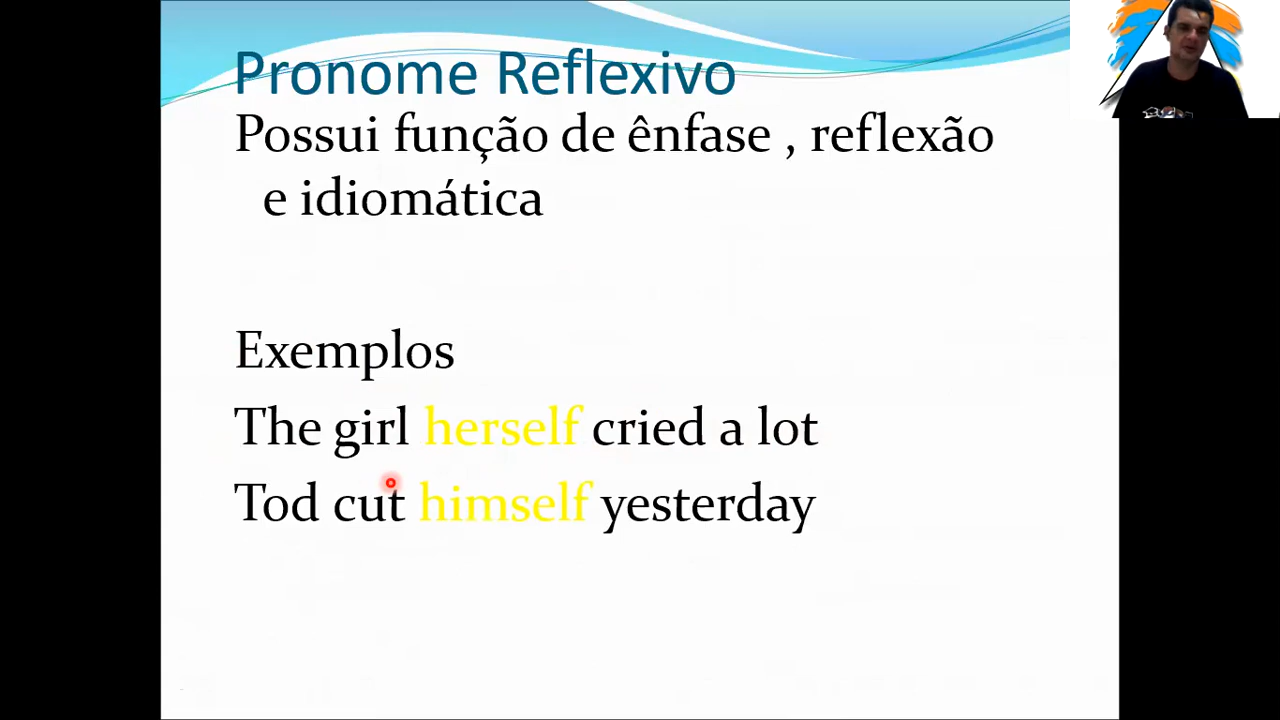 Pronome Reflexivo
Possui função de ênfase , reflexão
e idiomática
Exemplos
The girl herself cried a lot
Tod cut himself yesterday